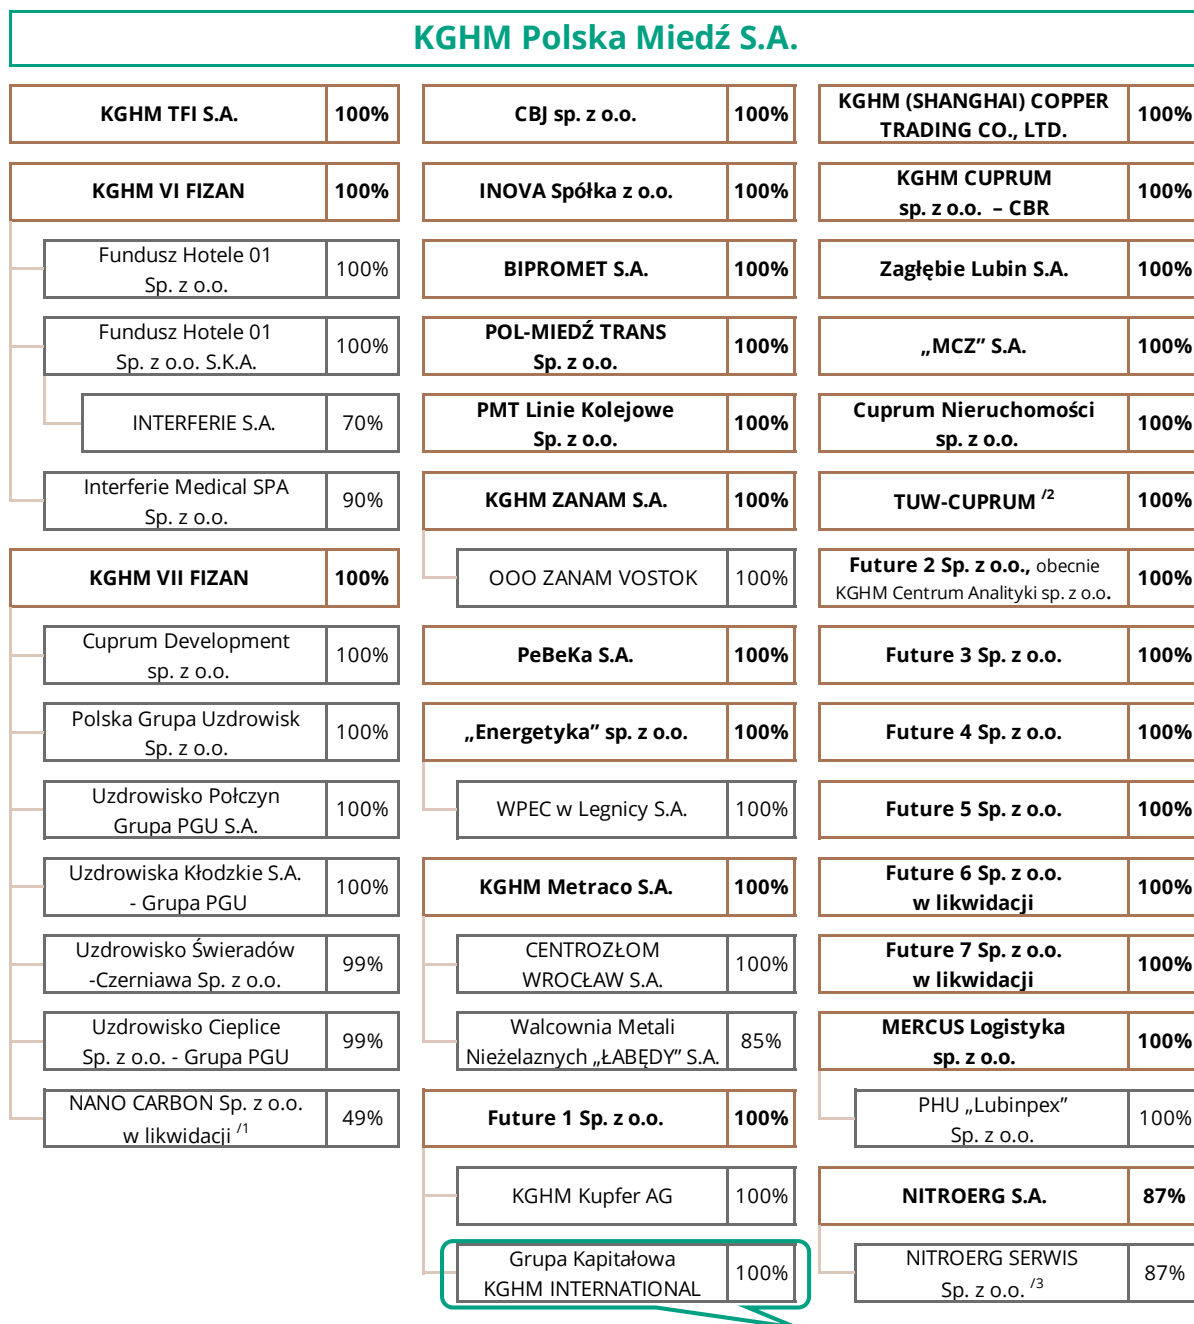 KGHM Polska Miedź S.A.
KGHM TFI S.A. 100%
KGHM VI FIZAN 100%
Fundusz Hotele 01
Sp. z o.o. 100%
Fundusz Hotele 01
Sp. z o.o. S.K.A. 100%
INTERFERIE S.A. 70%
Interferie Medical SPA
Sp. z o.o. 90%
KGHM VII FIZAN 100%
Cuprum Development
sp. z o.o. 100%
Polska Grupa Uzdrowisk
Sp. z o.o. 100%
Uzdrowisko Połczyn
Grupa PGU S.A. 100%
Uzdrowiska Kłodzkie S.A.
- Grupa PGU 100%
Uzdrowisko Świeradów
-Czerniawa Sp. z o.o. 99%
Uzdrowisko Cieplice
Sp. z o.o. - Grupa PGU 99%
NANO CARBON Sp. z o.o.
w likwidacji /1 49%
CBJ sp. z o.o. 100%
INOVA Spółka z o.o. 100%
BIPROMET S.A. 100%
POL-MIEDŹ TRANS
Sp. z o.o. 100%
PMT Linie Kolejowe
Sp. z o.o. 100%
KGHM ZANAM S.A. 100%
OOO ZANAM VOSTOK 100%
PeBeKa S.A. 100%
„Energetyka” sp. z o.o. 100%
WPEC w Legnicy S.A. 100%
KGHM Metraco S.A. 100%
CENTROZŁOM
WROCŁAW S.A. 100%
Walcownia Metali
Nieżelaznych „ŁABĘDY” S.A. 85%
Future 1 Sp. z o.o. 100%
KGHM Kupfer AG 100%
Grupa Kapitałowa
KGHM INTERNATIONAL 100%
KGHM (SHANGHAI) COPPER
TRADING CO., LTD. 100%
KGHM CUPRUM
sp. z o.o. – CBR 100%
Zagłębie Lubin S.A. 100%
„MCZ” S.A. 100%
Cuprum Nieruchomości
sp. z o.o. 100%
TUW-CUPRUM /2 100%
Future 2 Sp. z o.o., obecnie
KGHM Centrum Analityki sp. z o.o. 100%
Future 3 Sp. z o.o. 100%
Future 4 Sp. z o.o. 100%
Future 5 Sp. z o.o. 100%
Future 6 Sp. z o.o.
w likwidacji 100%
Future 7 Sp. z o.o.
w likwidacji 100%
MERCUS Logistyka
sp. z o.o. 100%
PHU „Lubinpex”
Sp. z o.o. 100%
NITROERG S.A. 87%
NITROERG SERWIS
Sp. z o.o. /3 87%